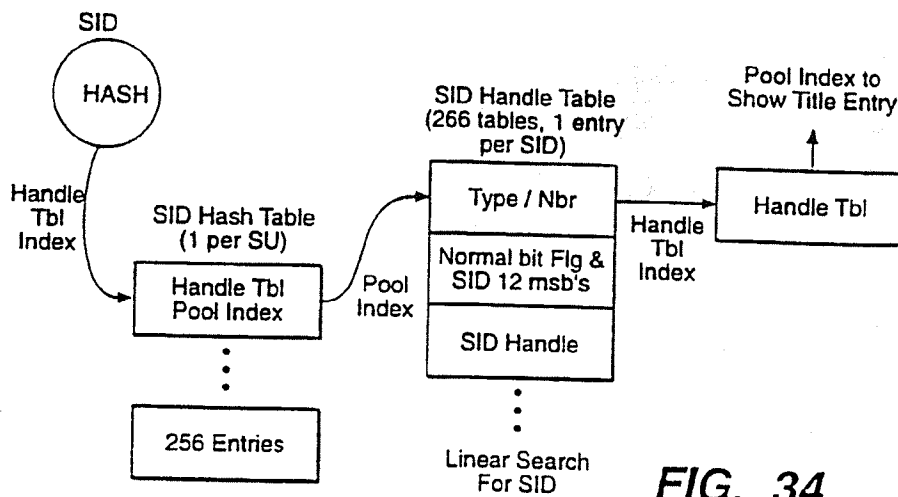 SID
HASH
Handle
Tbl
Index
SID Hash Table
(1 per SU)
Handle Tbl
Pool Index
256 Entries
Pool
Index
SID Handle Table
(266 tables, 1 entry
per SID)
Type / Nbr
Normal bit Flg &
SID 12 msb's
SID Handle
Linear Search
For SID
Handle
Tbl
Index
Pool Index to
Show Title Entry
Handle Tbl
FIG. 34